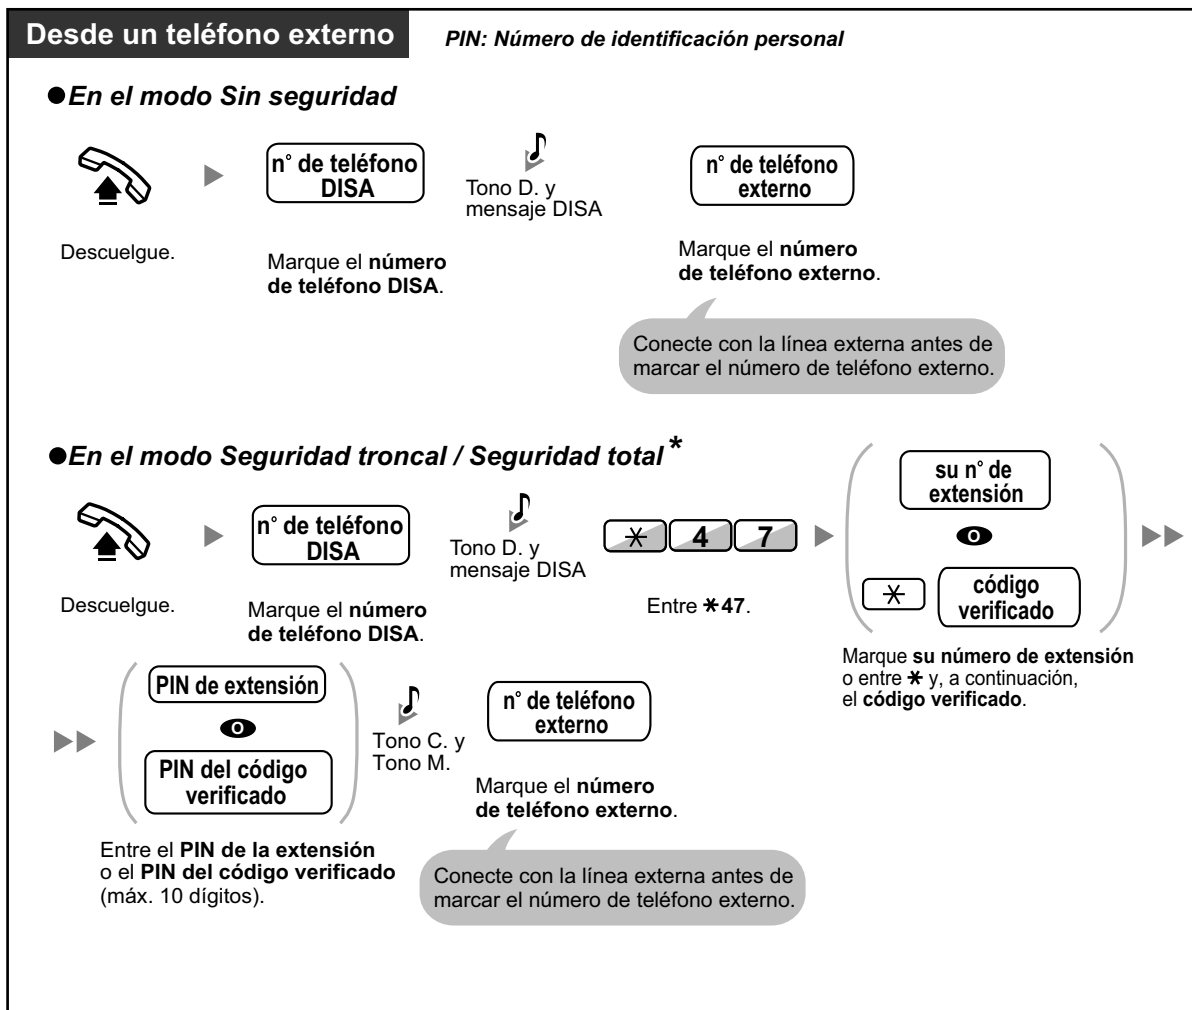 Desde un teléfono externo
PIN: Número de identificación personal
●En el modo Sin seguridad
n° de teléfono
DISA
Tono D. y
mensaje DISA
n° de teléfono
externo
Descuelgue.
Marque el número
de teléfono DISA.
Marque el número
de teléfono externo.
Conecte con la línea externa antes de
marcar el número de teléfono externo.
●En el modo Seguridad troncal / Seguridad total*
n° de teléfono
DISA
Tono D. y
mensaje DISA
* 4 7
su n° de
extensión
o
* código
verificado
Descuelgue.
Marque el número
de teléfono DISA.
Entre *47.
Marque su número de extensión
o entre * y, a continuación,
el código verificado.
PIN de extensión
o
PIN del código
verificado
Tono C. y
Tono M.
n° de teléfono
externo
Entre el PIN de la extensión
o el PIN del código verificado
(máx. 10 dígitos).
Marque el número
de teléfono externo.
Conecte con la línea externa antes de
marcar el número de teléfono externo.